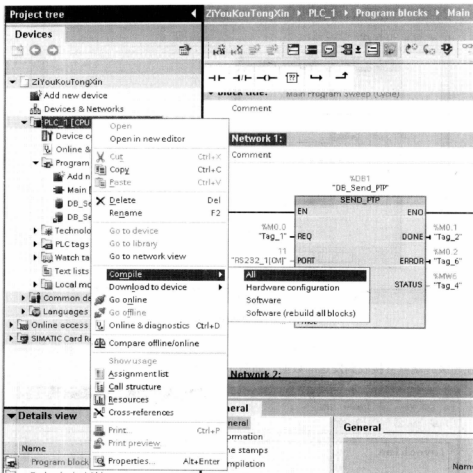 Project tree
ZiYouKouTongXin ▸ PLC_1 ▸ Program blocks ▸ Main
Devices
ZiYouKouTongXin
Add new device
Devices & Networks
PLC_1 [CPU
Device co
Online &
Program
Add n
Main [
DB_Se
DB_Se
Technolo
PLC tags
Watch ta
Text lists
Local mo
Common de
Languages
Online access
SIMATIC Card R
Details view
Name
Program block
Open
Open in new editor
Cut Ctrl+X
Copy Ctrl+C
Paste Ctrl+V
Delete Del
Rename F2
Go to device
Go to library
Go to network view
Compile
Download to device
Go online
Go offline
Online & diagnostics Ctrl+D
Compare offline/online
Show usage
Assignment list
Call structure
Resources
Cross-references
Print... Ctrl+P
Print preview...
Properties... Alt+Enter
All
Hardware configuration
Software
Software (rebuild all blocks)
Block title: Main Program Sweep (Cycle)
Comment
Network 1:
Comment
%DB1
"DB_Send_PTP"
SEND_PTP
EN ENO
%M0.0
"Tag_1" REQ
11
"RS232_1[CM]" PORT
%M0.1
DONE "Tag_2"
%M0.2
ERROR "Tag_6"
%MW6
STATUS "Tag_4"
Network 2:
General
General
Name